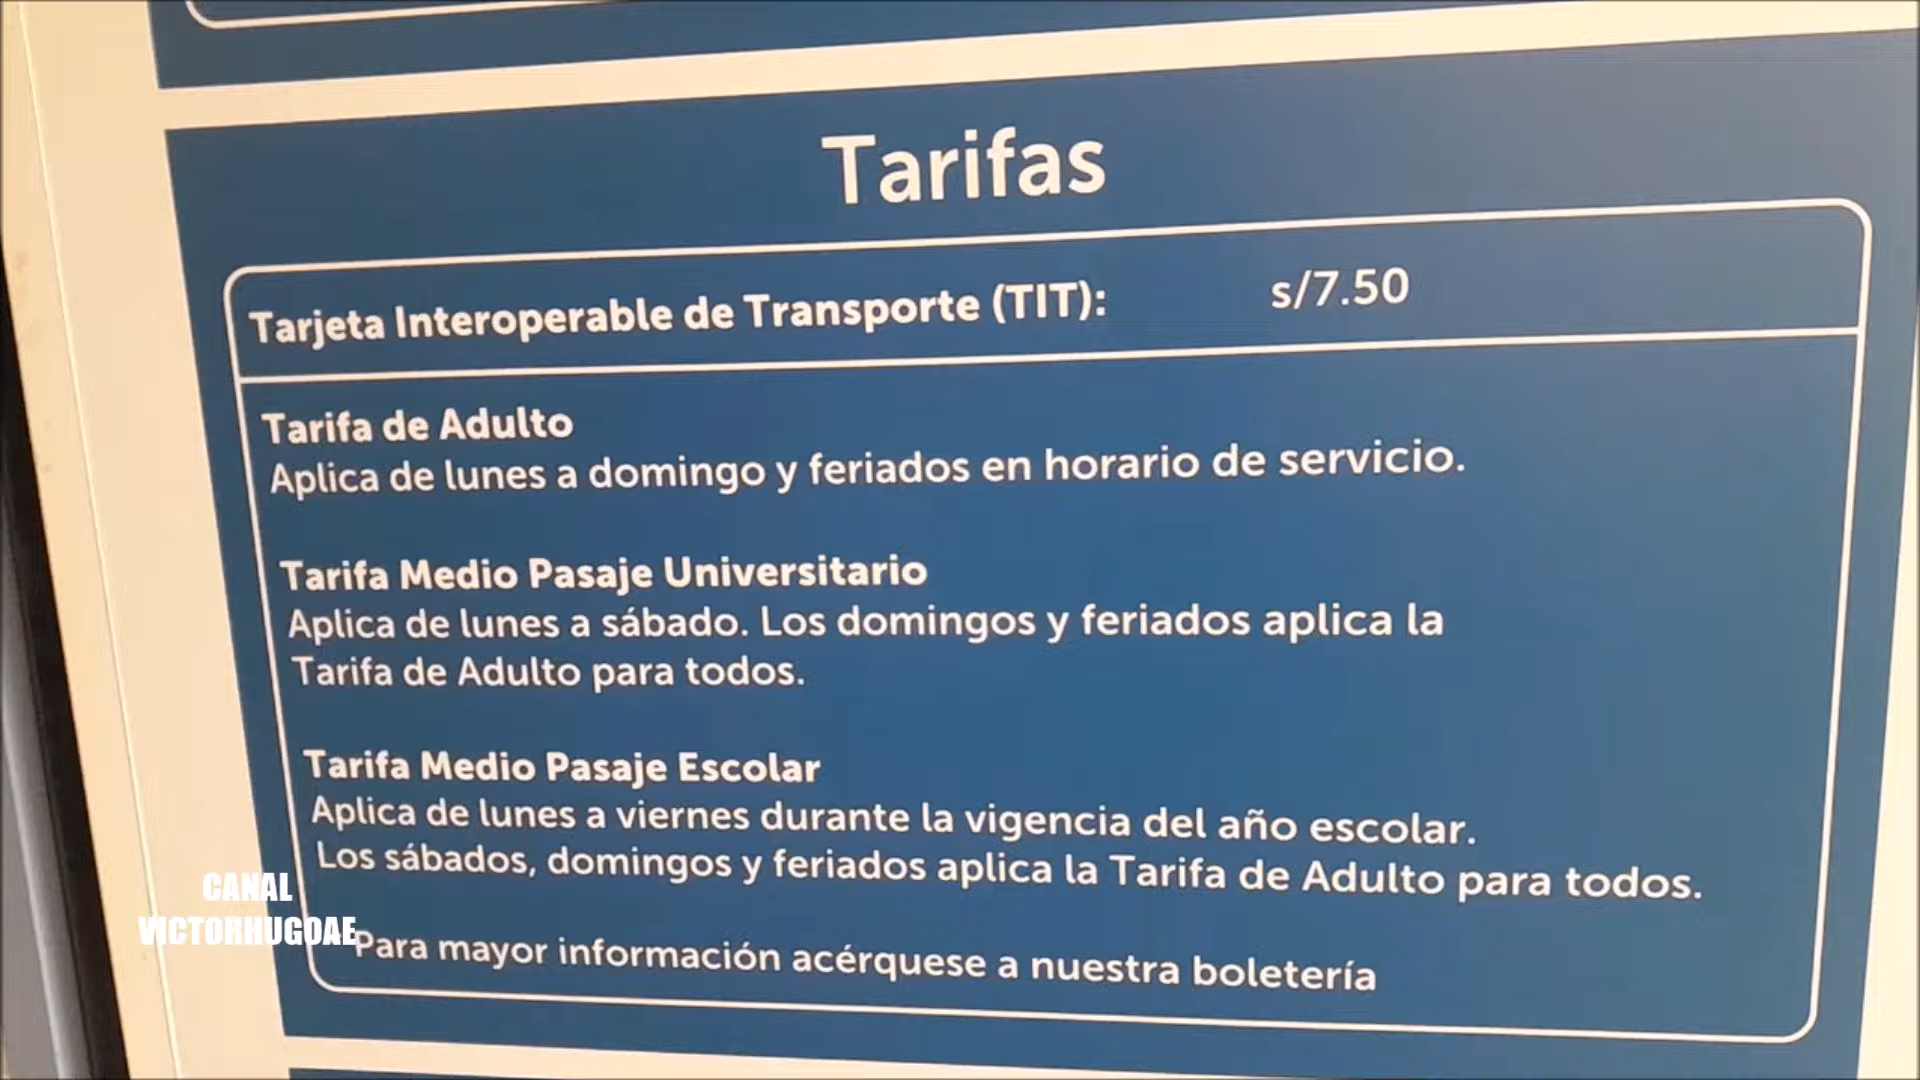 Tarifas
Tarjeta Interoperable de Transporte (TIT): s/7.50
Tarifa de Adulto
Aplica de lunes a domingo y feriados en horario de servicio.
Tarifa Medio Pasaje Universitario
Aplica de lunes a sábado. Los domingos y feriados aplica la
Tarifa de Adulto para todos.
Tarifa Medio Pasaje Escolar
Aplica de lunes a viernes durante la vigencia del año escolar.
Los sábados, domingos y feriados aplica la Tarifa de Adulto para todos.
Para mayor información acérquese a nuestra boletería
CANAL
VICTORHUGOAE